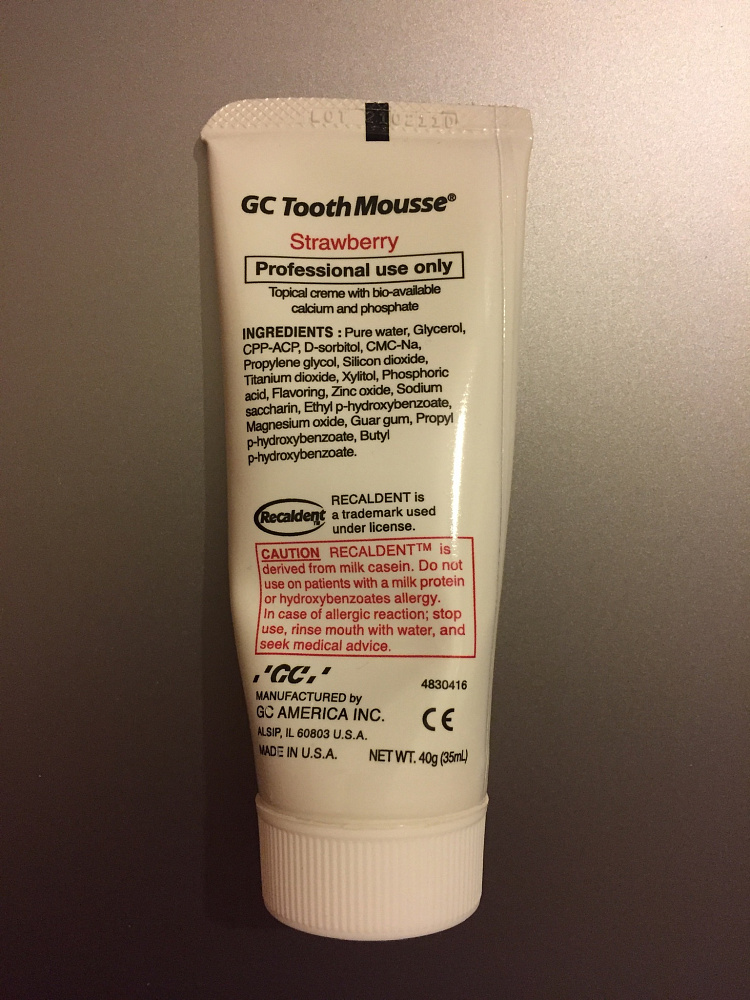 LOT 2102110
GC Tooth Mousse®
Strawberry
Professional use only
Topical creme with bio-available
calcium and phosphate
INGREDIENTS : Pure water, Glycerol,
CPP-ACP, D-sorbitol, CMC-Na,
Propylene glycol, Silicon dioxide,
Titanium dioxide, Xylitol, Phosphoric
acid, Flavoring, Zinc oxide, Sodium
saccharin, Ethyl p-hydroxybenzoate,
Magnesium oxide, Guar gum, Propyl
p-hydroxybenzoate, Butyl
p-hydroxybenzoate.
Recaldent™
RECALDENT is
a trademark used
under license.
CAUTION RECALDENT™ is
derived from milk casein. Do not
use on patients with a milk protein
or hydroxybenzoates allergy.
In case of allergic reaction; stop
use, rinse mouth with water, and
seek medical advice.
GC
4830416
MANUFACTURED by
GC AMERICA INC.
ALSIP, IL 60803 U.S.A.
CE
MADE IN U.S.A.
NET WT. 40g (35mL)